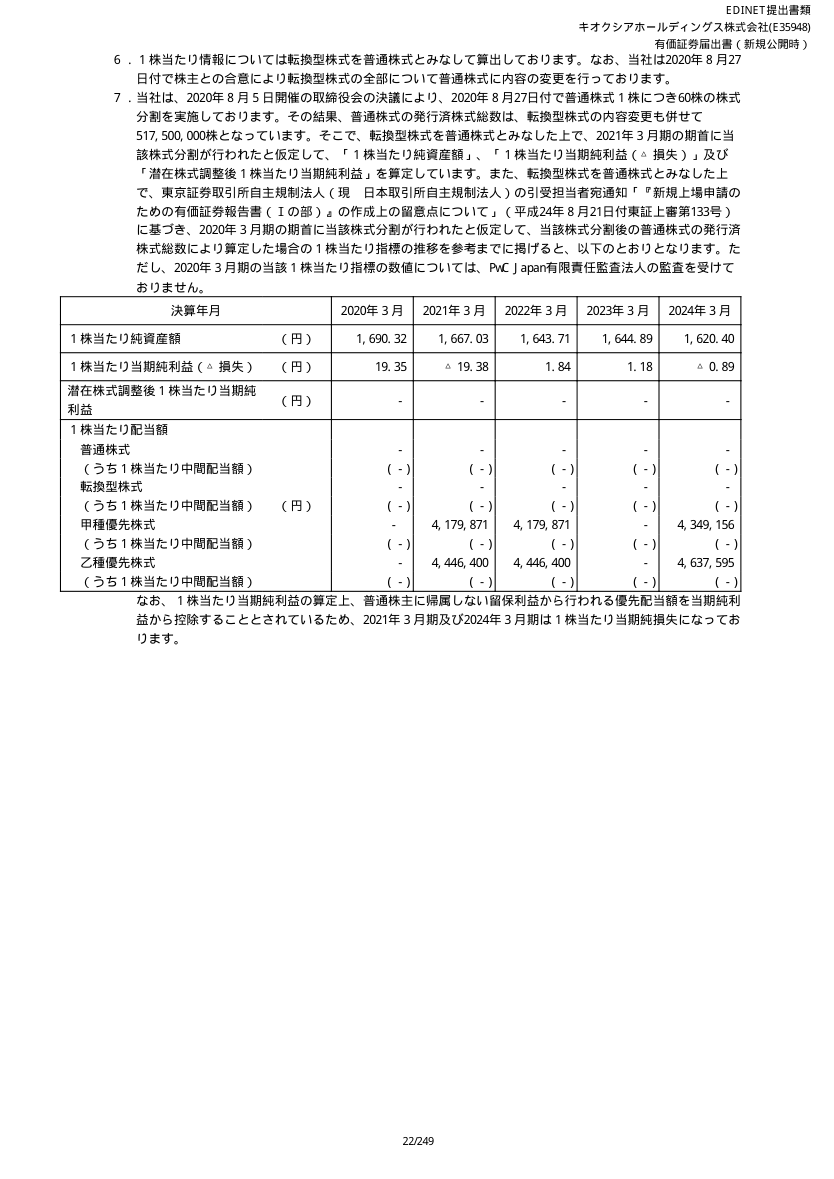 EDINET提出書類
キオクシアホールディングス株式会社(E35948)
有価証券届出書(新規公開時)
6．1株当たり情報については転換型株式を普通株式とみなして算出しております。なお、当社は2020年8月27
日付で株主との合意により転換型株式の全部について普通株式に内容の変更を行っております。
7．当社は、2020年8月5日開催の取締役会の決議により、2020年8月27日付で普通株式1株につき60株の株式
分割を実施しております。その結果、普通株式の発行済株式総数は、転換型株式の内容変更も併せて
517,500,000株となっています。そこで、転換型株式を普通株式とみなした上で、2021年3月期の期首に当
該株式分割が行われたと仮定して、「1株当たり純資産額」、「1株当たり当期純利益(△損失)」及び
「潜在株式調整後1株当たり当期純利益」を算定しています。また、転換型株式を普通株式とみなした上
で、東京証券取引所自主規制法人(現　日本取引所自主規制法人)の引受担当者宛通知「『新規上場申請の
ための有価証券報告書(Ⅰの部)』の作成上の留意点について」(平成24年8月21日付東証上審第133号)
に基づき、2020年3月期の期首に当該株式分割が行われたと仮定して、当該株式分割後の普通株式の発行済
株式総数により算定した場合の1株当たり指標の推移を参考までに掲げると、以下のとおりとなります。た
だし、2020年3月期の当該1株当たり指標の数値については、PwC Japan有限責任監査法人の監査を受けて
おりません。
決算年月 2020年3月 2021年3月 2022年3月 2023年3月 2024年3月
1株当たり純資産額 (円) 1,690.32 1,667.03 1,643.71 1,644.89 1,620.40
1株当たり当期純利益(△損失) (円) 19.35 △19.38 1.84 1.18 △0.89
潜在株式調整後1株当たり当期純
利益 (円) - - - - -
1株当たり配当額
普通株式 - - - - -
(うち1株当たり中間配当額) (-) (-) (-) (-) (-)
転換型株式 - - - - -
(うち1株当たり中間配当額) (円) (-) (-) (-) (-) (-)
甲種優先株式 - 4,179,871 4,179,871 - 4,349,156
(うち1株当たり中間配当額) (-) (-) (-) (-) (-)
乙種優先株式 - 4,446,400 4,446,400 - 4,637,595
(うち1株当たり中間配当額) (-) (-) (-) (-) (-)
なお、1株当たり当期純利益の算定上、普通株主に帰属しない留保利益から行われる優先配当額を当期純利
益から控除することとされているため、2021年3月期及び2024年3月期は1株当たり当期純損失になってお
ります。
22/249